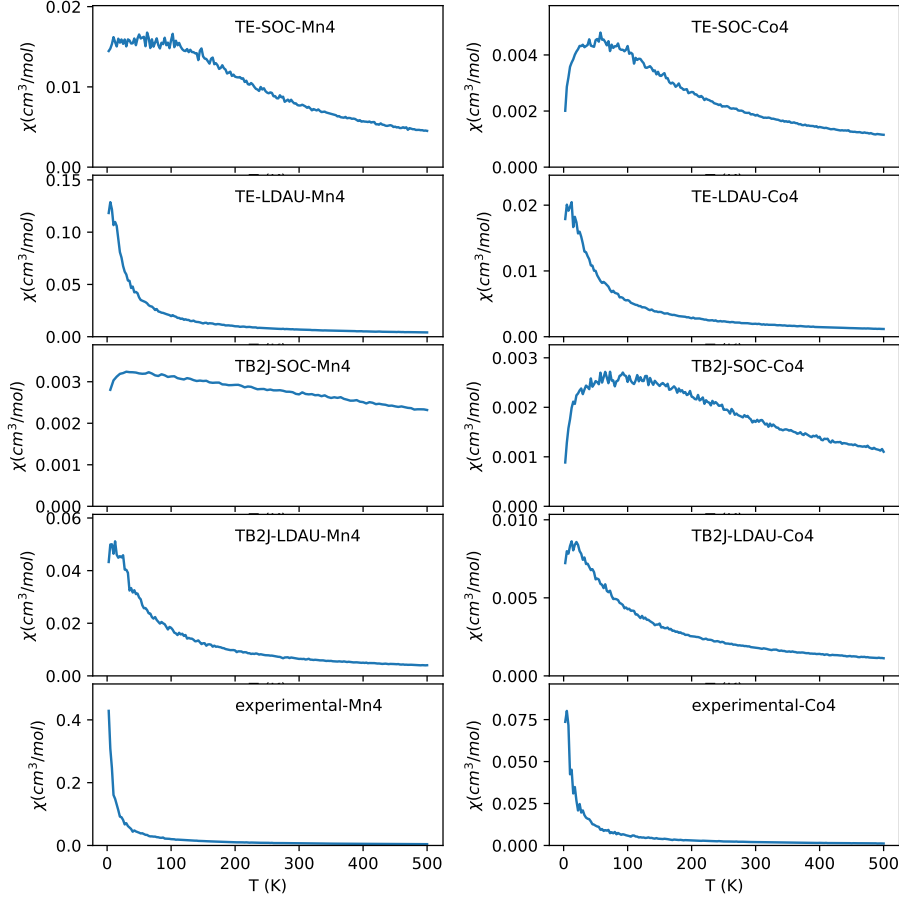 TE-SOC-Mn4
χ(cm³/mol)
0.02
0.01
0.00
TE-SOC-Co4
χ(cm³/mol)
0.004
0.002
0.000
TE-LDAU-Mn4
χ(cm³/mol)
0.15
0.10
0.05
0.00
TE-LDAU-Co4
χ(cm³/mol)
0.02
0.01
0.00
TB2J-SOC-Mn4
χ(cm³/mol)
0.003
0.002
0.001
0.000
TB2J-SOC-Co4
χ(cm³/mol)
0.003
0.002
0.001
0.000
TB2J-LDAU-Mn4
χ(cm³/mol)
0.06
0.04
0.02
0.00
TB2J-LDAU-Co4
χ(cm³/mol)
0.010
0.005
0.000
experimental-Mn4
χ(cm³/mol)
0.4
0.2
0.0
0 100 200 300 400 500
T (K)
experimental-Co4
χ(cm³/mol)
0.075
0.050
0.025
0.000
0 100 200 300 400 500
T (K)